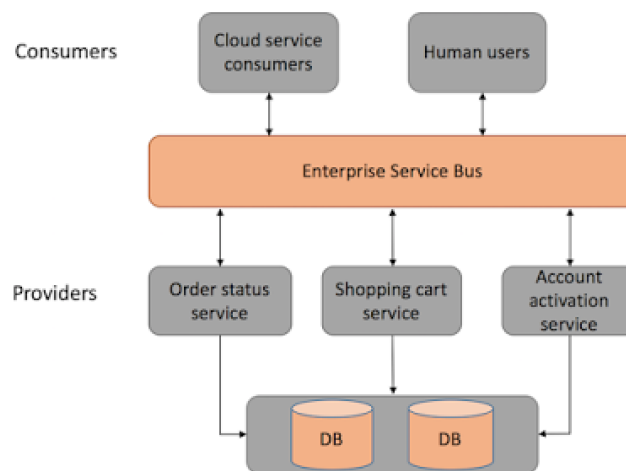 Consumers
Cloud service
consumers
Human users
Enterprise Service Bus
Providers
Order status
service
Shopping cart
service
Account
activation
service
DB
DB